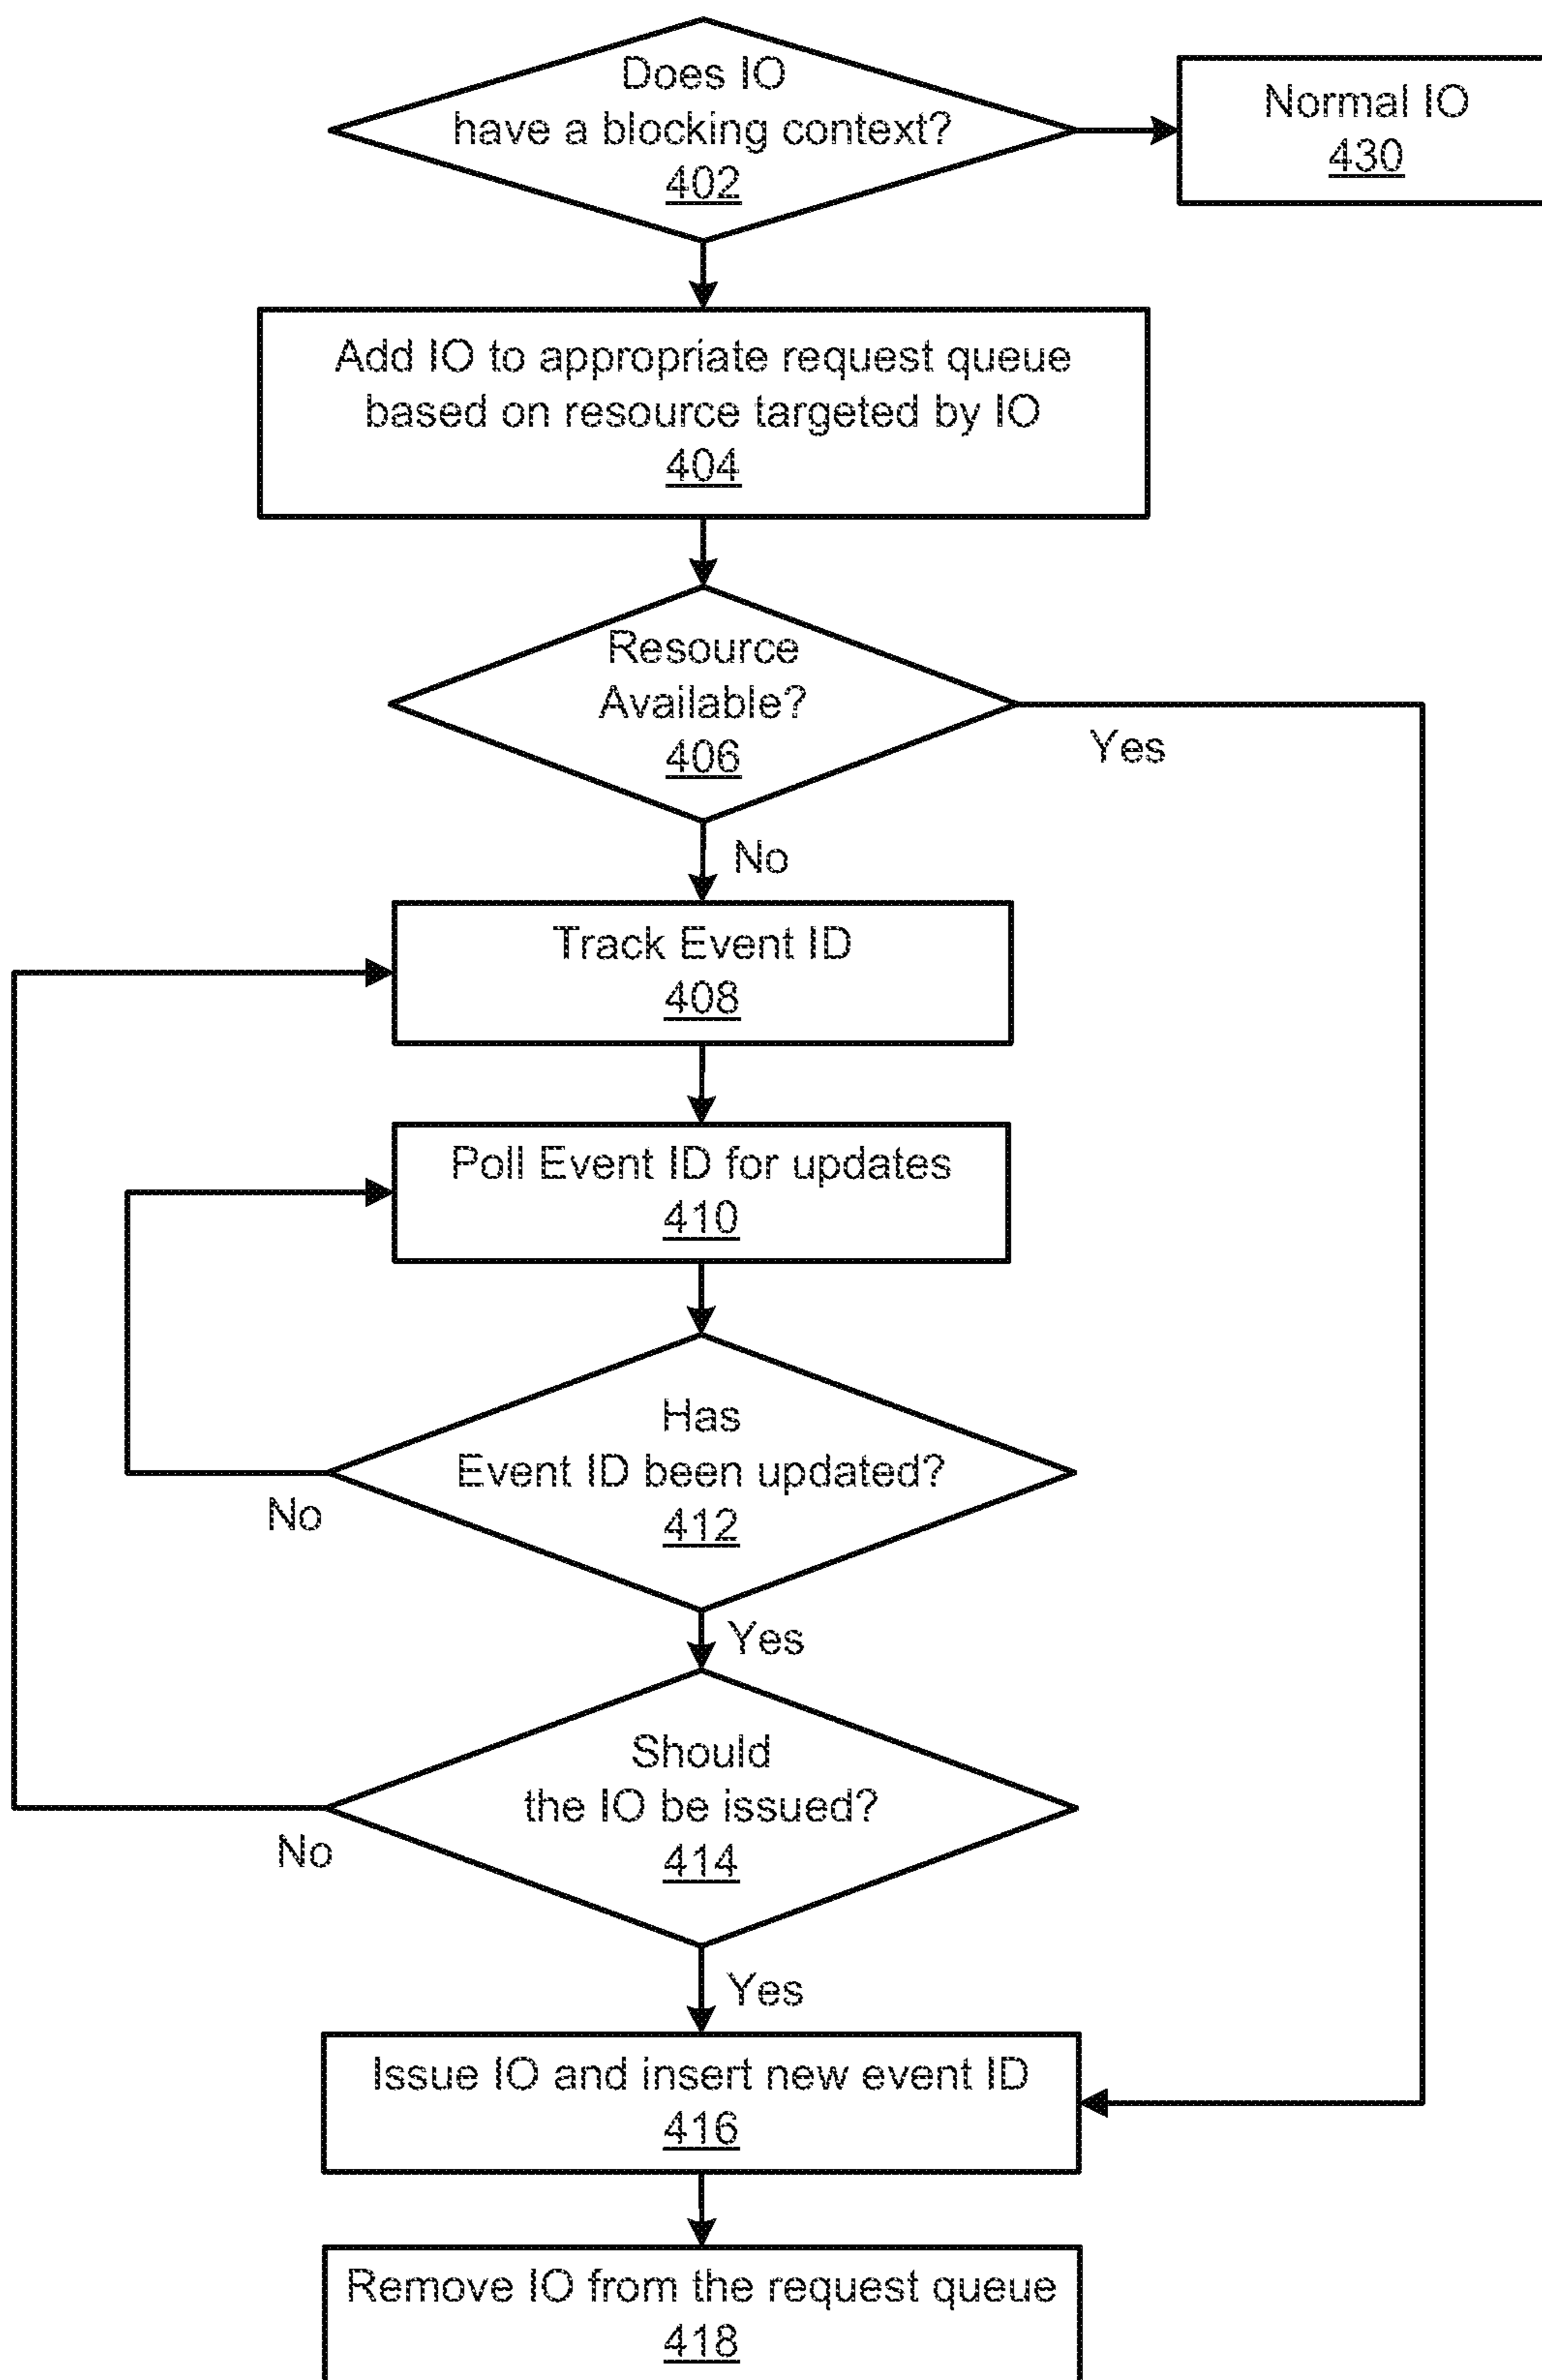 Does IO
have a blocking context?
402
Normal IO
430
Add IO to appropriate request queue
based on resource targeted by IO
404
Resource
Available?
406
Yes
No
Track Event ID
408
Poll Event ID for updates
410
Has
Event ID been updated?
412
No
Yes
Should
the IO be issued?
414
No
Yes
Issue IO and insert new event ID
416
Remove IO from the request queue
418